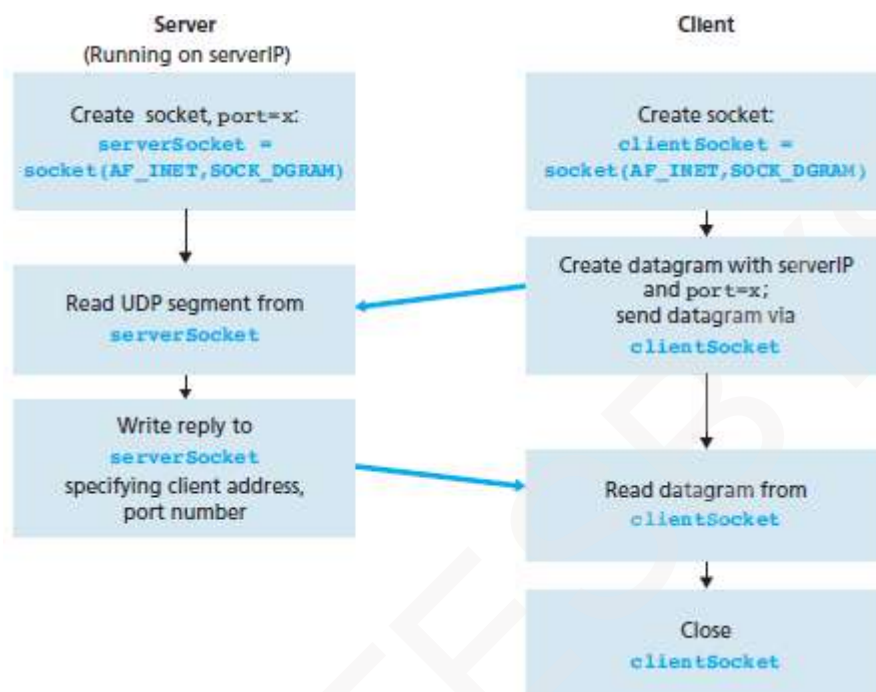 Server
(Running on serverIP)
Create socket, port=x:
serverSocket =
socket(AF_INET,SOCK_DGRAM)
Read UDP segment from
serverSocket
Write reply to
serverSocket
specifying client address,
port number
Client
Create socket:
clientSocket =
socket(AF_INET,SOCK_DGRAM)
Create datagram with serverIP
and port=x;
send datagram via
clientSocket
Read datagram from
clientSocket
Close
clientSocket